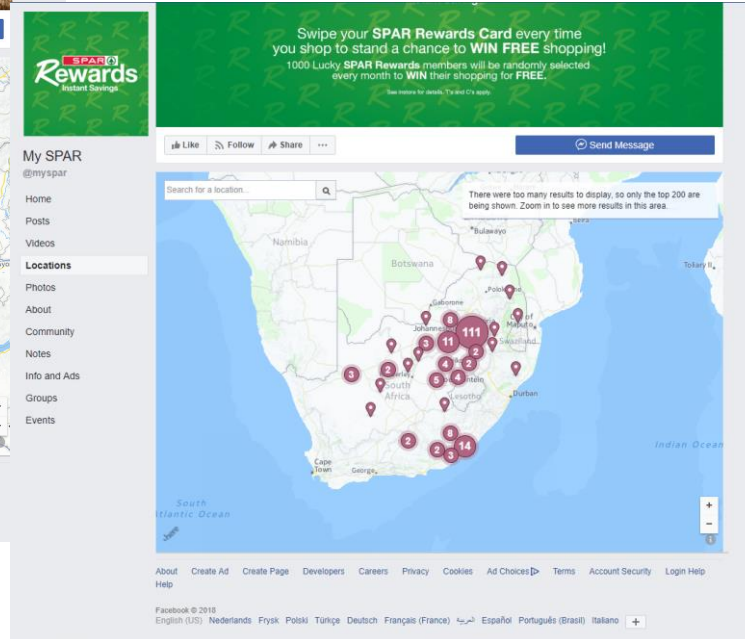 Swipe your SPAR Rewards Card every time
you shop to stand a chance to WIN FREE shopping!
1000 Lucky SPAR Rewards members will be randomly selected
every month to WIN their shopping for FREE.
See instore for details. T's and C's apply.
SPAR
Rewards
Instant Savings
My SPAR
@myspar
Home
Posts
Videos
Locations
Photos
About
Community
Notes
Info and Ads
Groups
Events
Like Follow Share ...
Send Message
Search for a location...
There were too many results to display, so only the top 200 are
being shown. Zoom in to see more results in this area.
Bulawayo
Namibia
Botswana
Tôlanaro
Gaborone
8
111
11
3
2
Swaziland
3
2
4
2
5
4
South
Africa
Lesotho
Durban
8
2
14
2
3
Cape
Town
George
Indian Ocean
South
Atlantic Ocean
+
-
About Create Ad Create Page Developers Careers Privacy Cookies Ad Choices Terms Account Security Login Help
Help
Facebook © 2018
English (US) Nederlands Frysk Polski Türkçe Deutsch Français (France) العربية Español Português (Brasil) Italiano +